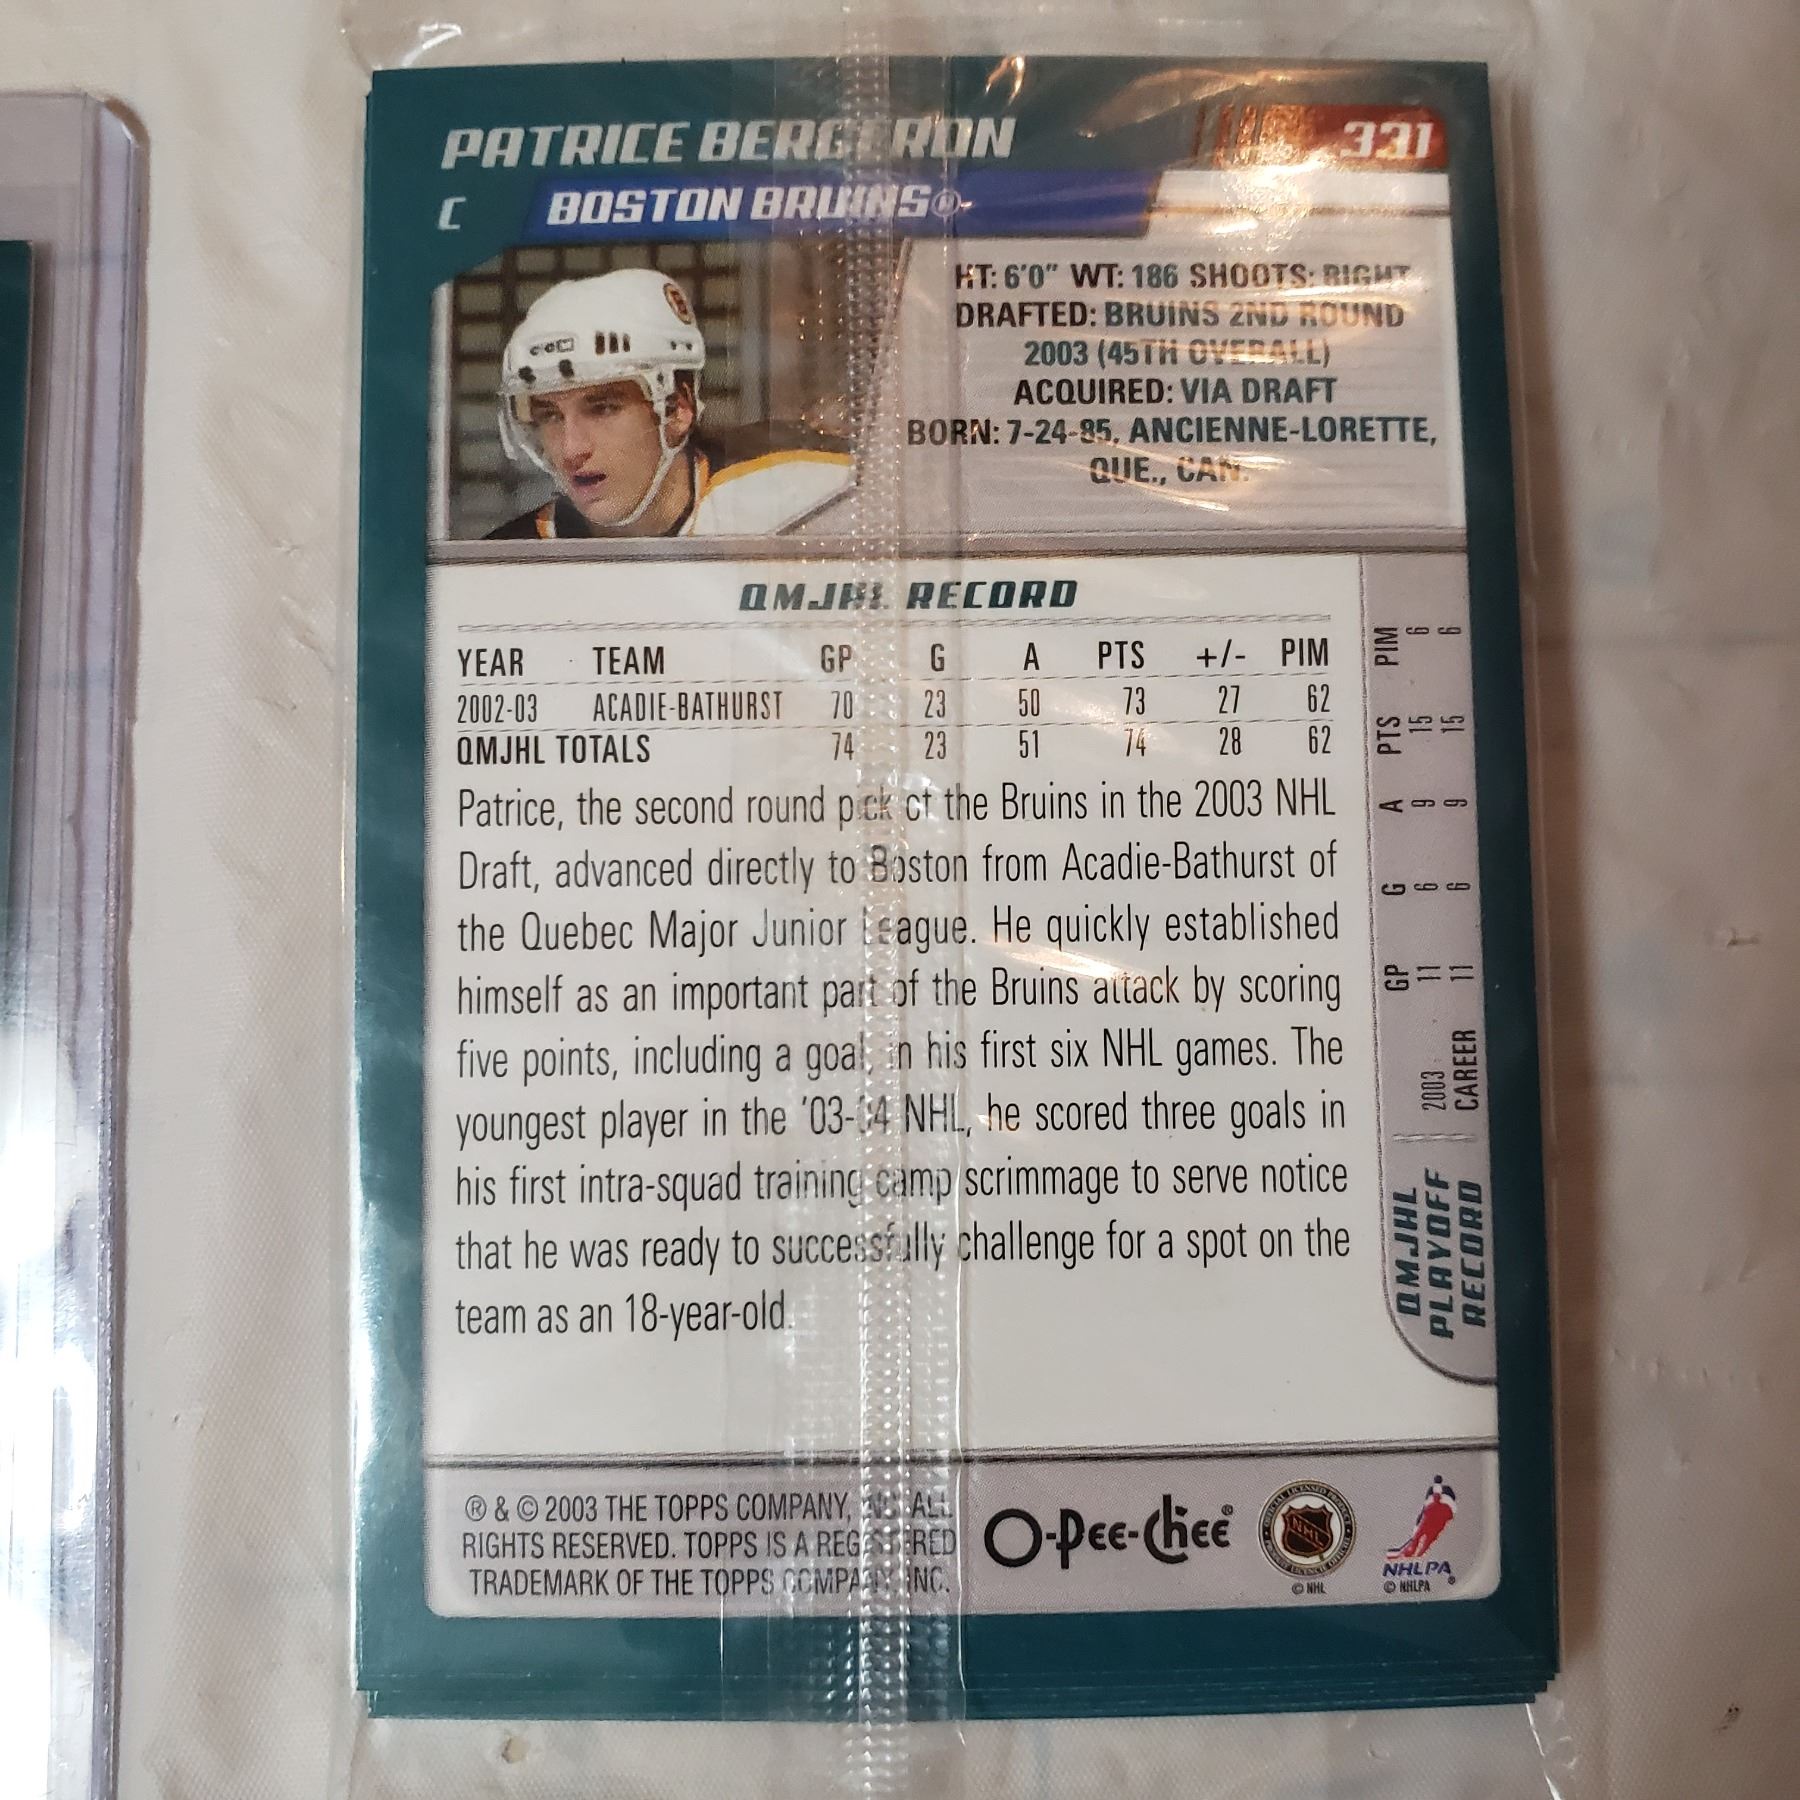 PATRICE BERGERON
331
C
BOSTON BRUINS
HT: 6'0" WT: 186 SHOOTS: RIGHT
DRAFTED: BRUINS 2ND ROUND
2003 (45TH OVERALL)
ACQUIRED: VIA DRAFT
BORN: 7-24-85, ANCIENNE-LORETTE,
QUE., CAN.
QMJHL RECORD
YEAR TEAM GP G A PTS +/- PIM
2002-03 ACADIE-BATHURST 70 23 50 73 27 62
QMJHL TOTALS 74 23 51 74 28 62
Patrice, the second round pick of the Bruins in the 2003 NHL
Draft, advanced directly to Boston from Acadie-Bathurst of
the Quebec Major Junior League. He quickly established
himself as an important part of the Bruins attack by scoring
five points, including a goal, in his first six NHL games. The
youngest player in the '03-04 NHL, he scored three goals in
his first intra-squad training camp scrimmage to serve notice
that he was ready to successfully challenge for a spot on the
team as an 18-year-old.
QMJHL
PLAYOFF
RECORD
GP G A PTS PIM
2003 11 6 9 15 6
CAREER 11 6 9 15 6
® & © 2003 THE TOPPS COMPANY, INC. ALL
RIGHTS RESERVED. TOPPS IS A REGISTERED
TRADEMARK OF THE TOPPS COMPANY, INC.
O-Pee-Chee®
NHL
© NHL
NHLPA®
© NHLPA